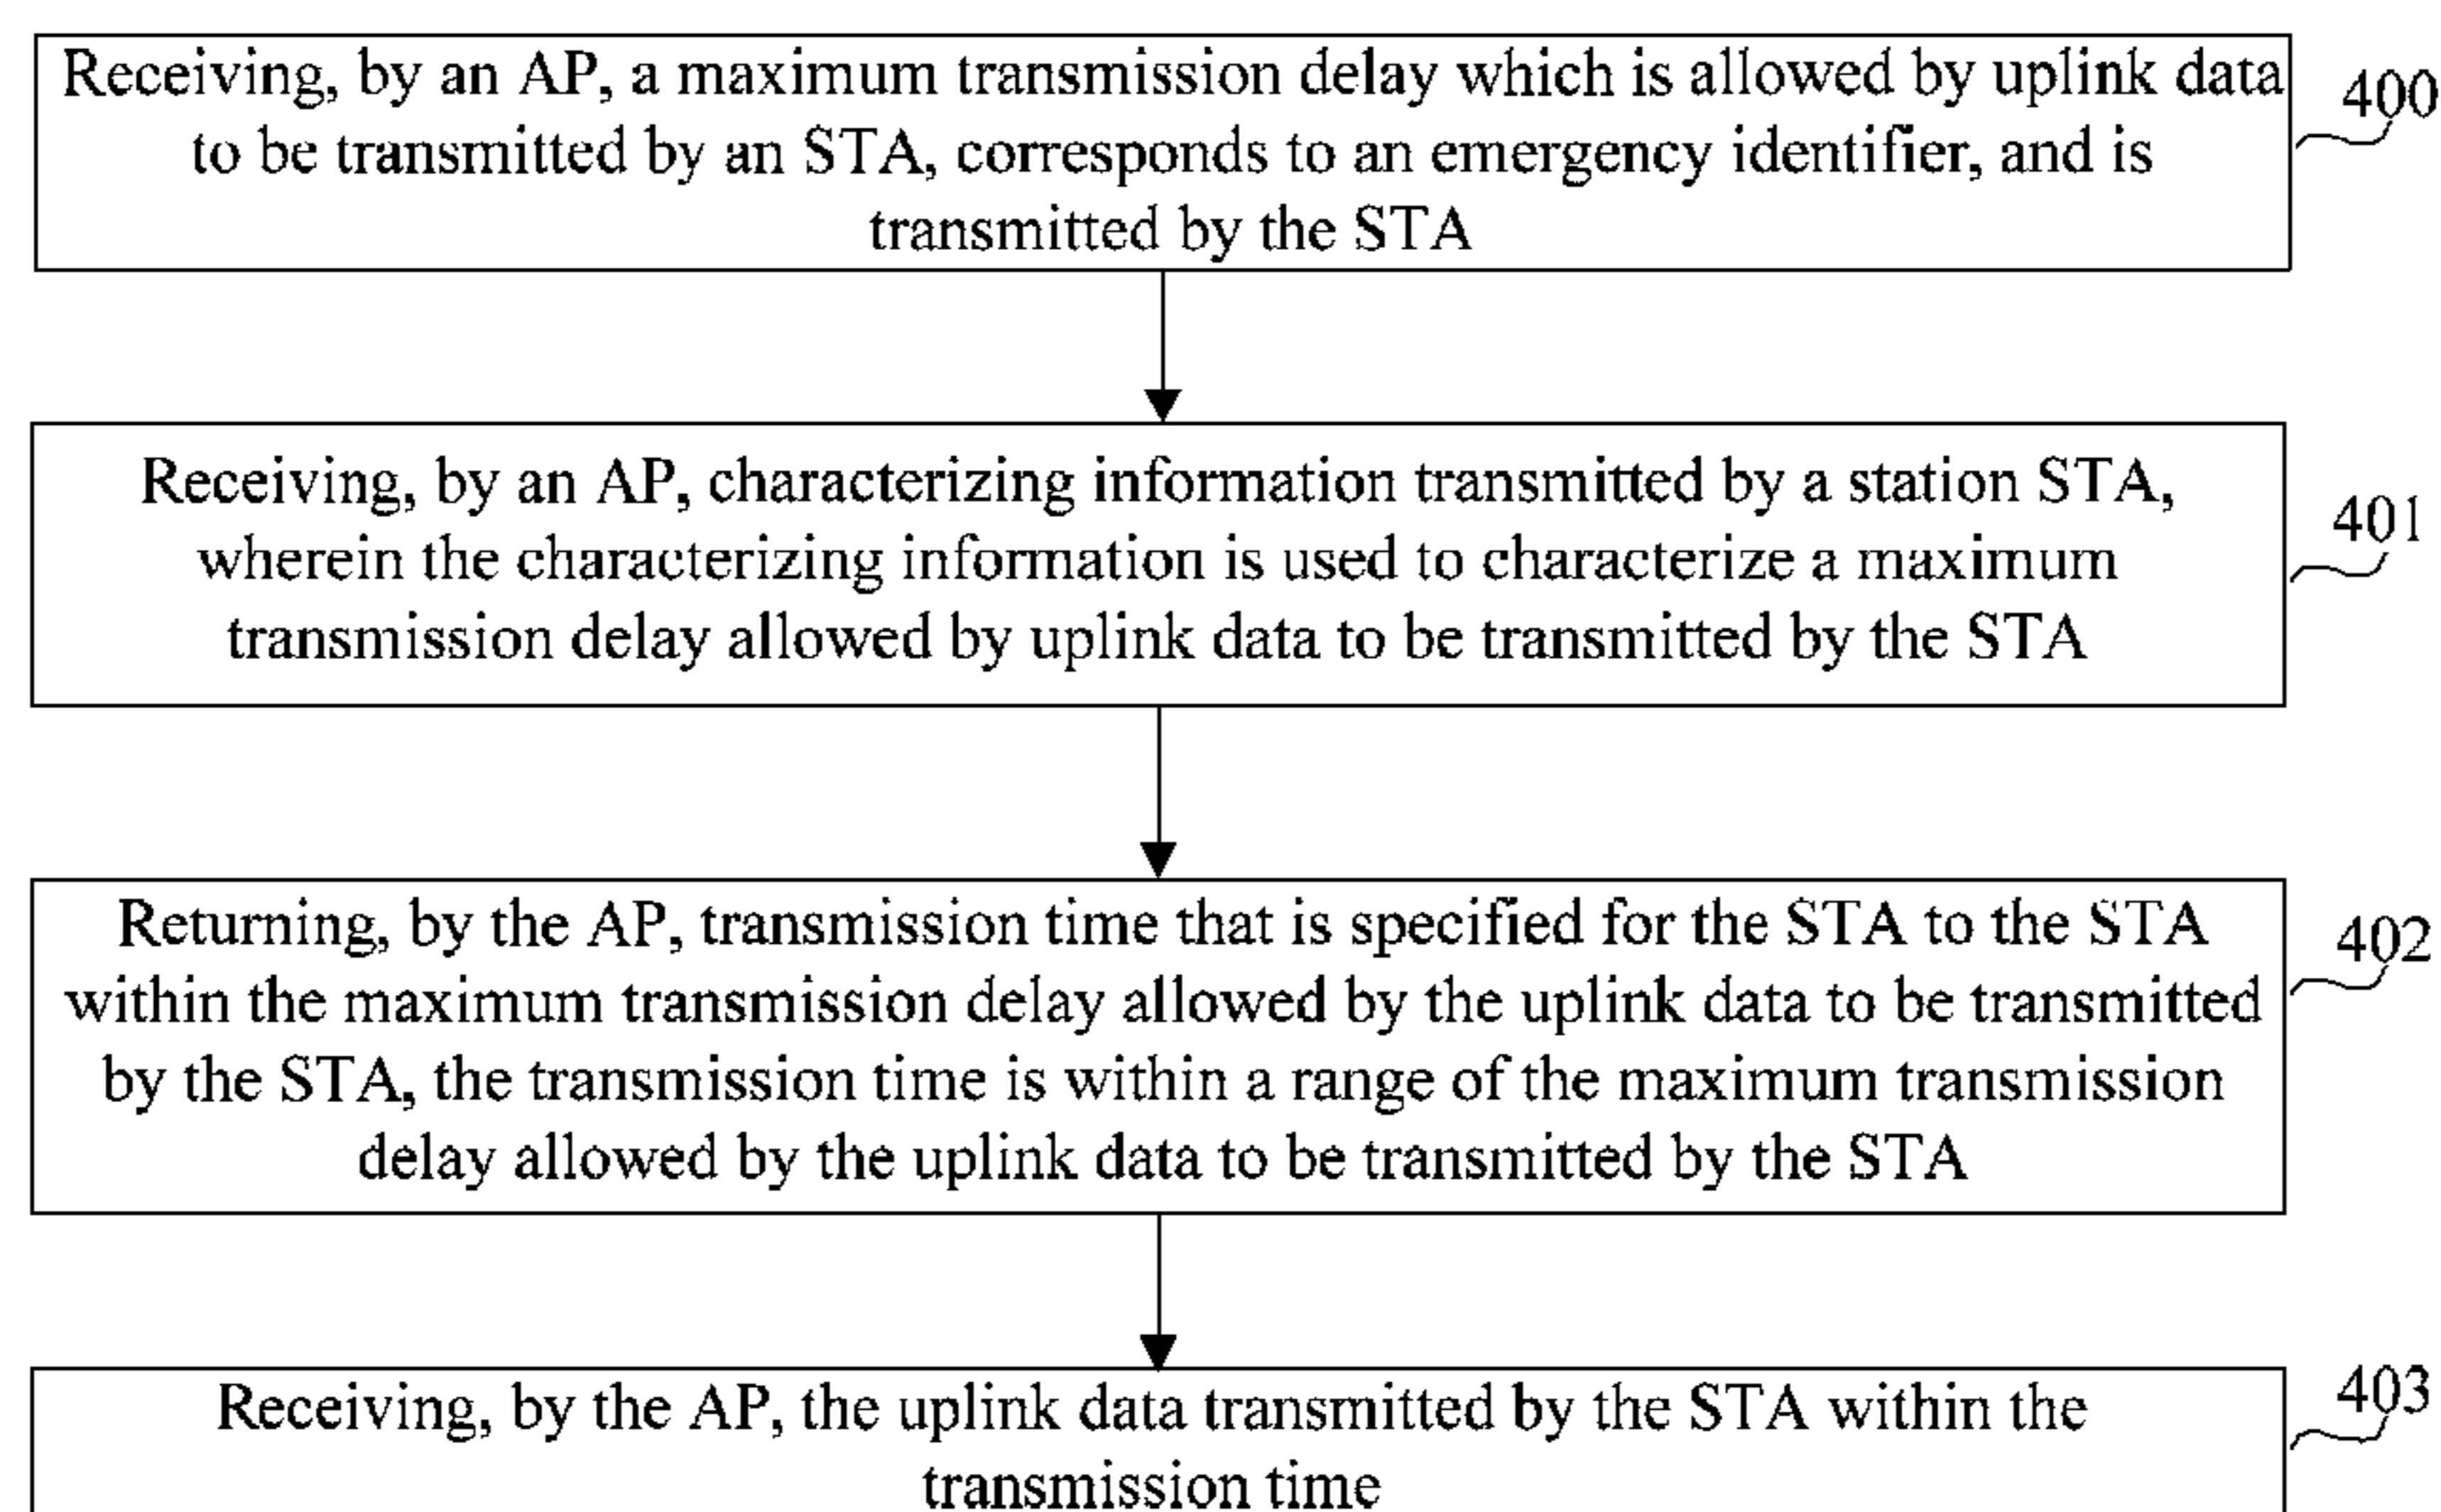 Receiving, by an AP, a maximum transmission delay which is allowed by uplink data
to be transmitted by an STA, corresponds to an emergency identifier, and is
transmitted by the STA
400
Receiving, by an AP, characterizing information transmitted by a station STA,
wherein the characterizing information is used to characterize a maximum
transmission delay allowed by uplink data to be transmitted by the STA
401
Returning, by the AP, transmission time that is specified for the STA to the STA
within the maximum transmission delay allowed by the uplink data to be transmitted
by the STA, the transmission time is within a range of the maximum transmission
delay allowed by the uplink data to be transmitted by the STA
402
Receiving, by the AP, the uplink data transmitted by the STA within the
transmission time
403